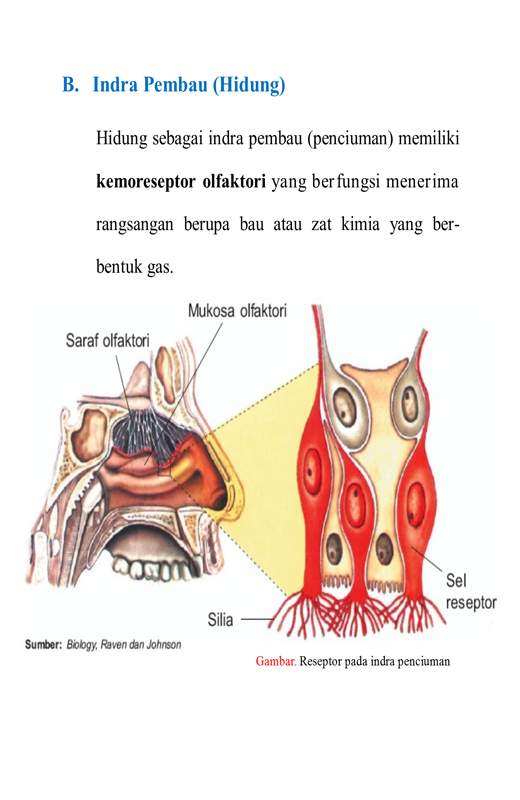 B. Indra Pembau (Hidung)
Hidung sebagai indra pembau (penciuman) memiliki
kemoreseptor olfaktori yang berfungsi menerima
rangsangan berupa bau atau zat kimia yang ber-
bentuk gas.
Mukosa olfaktori
Saraf olfaktori
Sel
reseptor
Silia
Sumber: Biology, Raven dan Johnson
Gambar. Reseptor pada indra penciuman